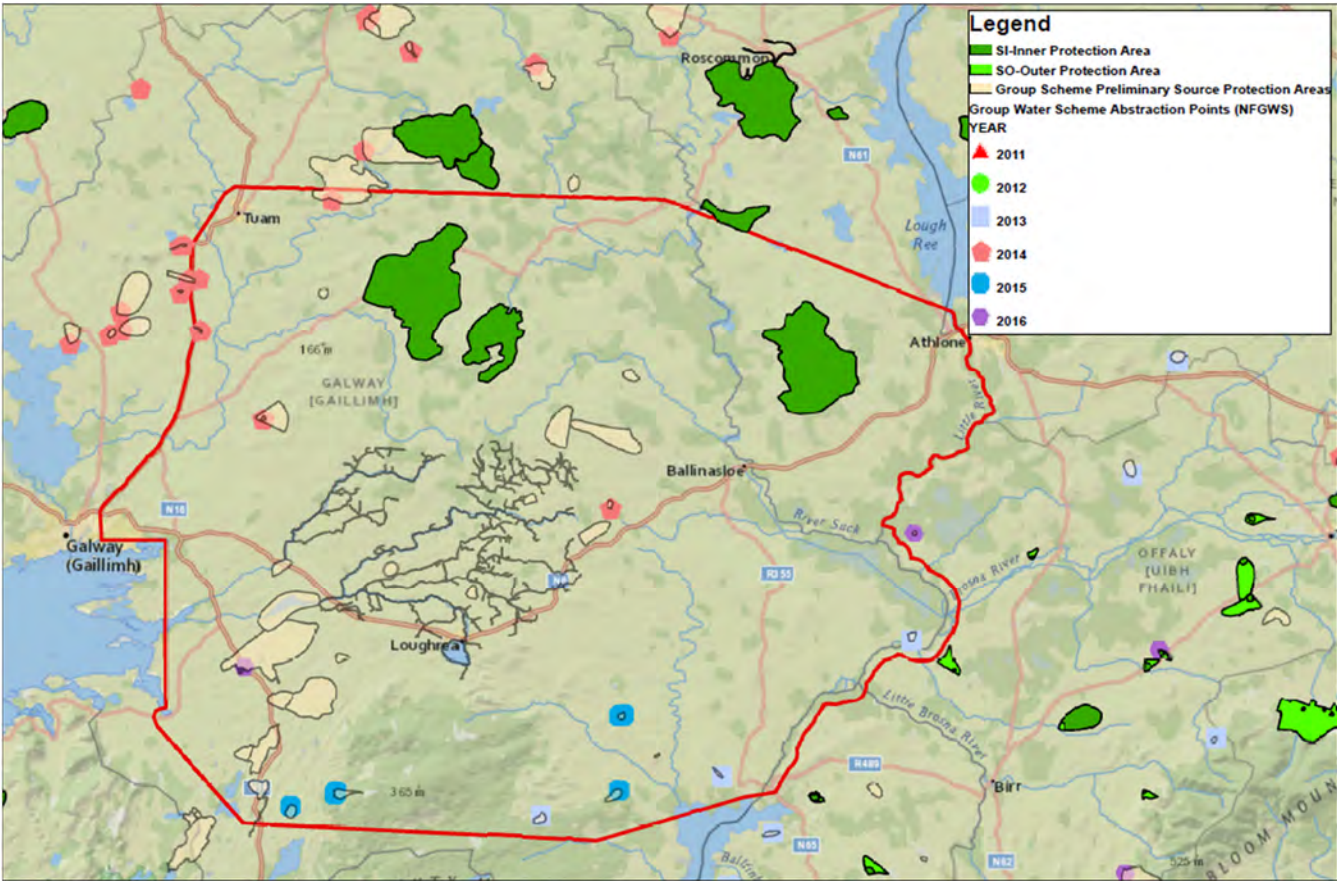 Legend
SI-Inner Protection Area
SO-Outer Protection Area
Group Scheme Preliminary Source Protection Areas
Group Water Scheme Abstraction Points (NFGWS)
YEAR
2011
2012
2013
2014
2015
2016
Roscommon
N61
Tuam
Lough
Ree
Athlone
166 m
GALWAY
[GAILLIMH]
Little River
Ballinasloe
N18
River Suck
Galway
(Gaillimh)
OFFALY
[UIBH
FHAILI]
R355
N6
Brosna River
Loughrea
Little Brosna River
R489
365 m
Birr
N65
N62
525 m
BLOOM MOUN